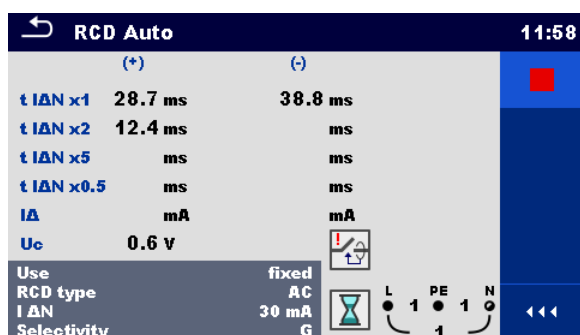 RCD Auto 11:58
(+) (-)
t IΔN x1 28.7 ms 38.8 ms
t IΔN x2 12.4 ms ms
t IΔN x5 ms ms
t IΔN x0.5 ms ms
IΔ mA mA
Uc 0.6 V
Use fixed
RCD type AC
I ΔN 30 mA
Selectivity G
L PE N
1 1
1